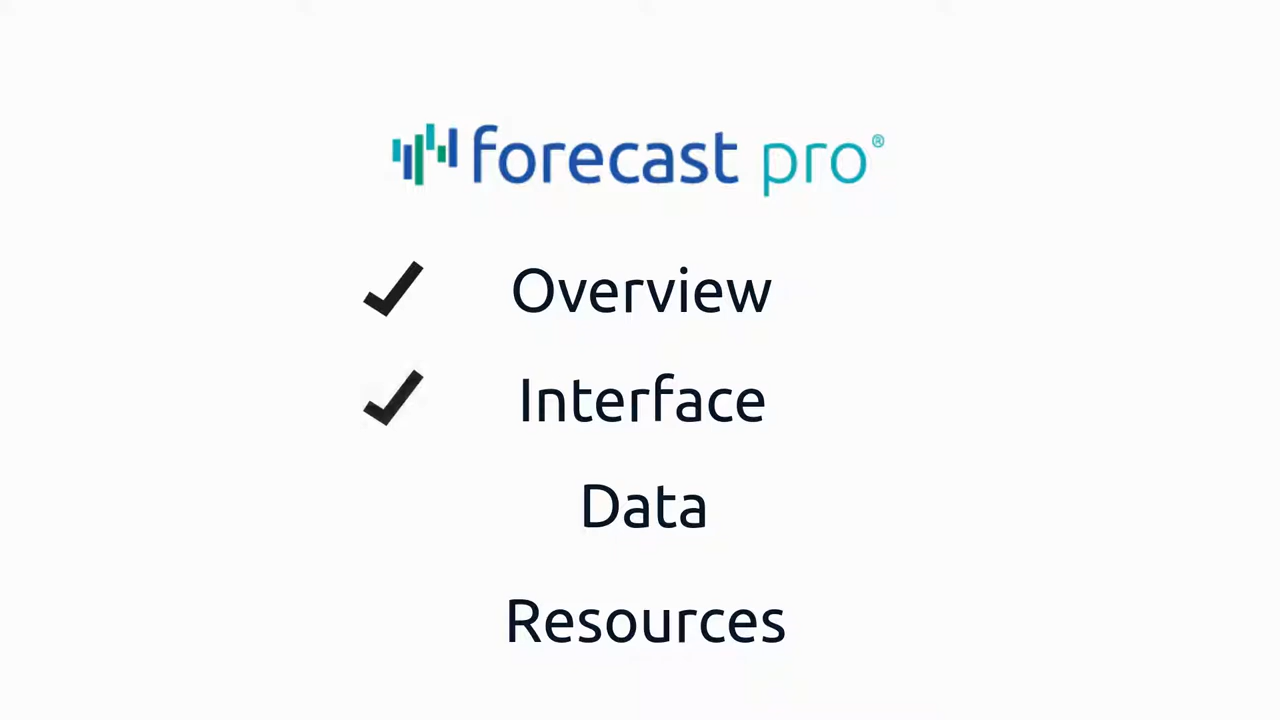 forecast pro®
Overview
Interface
Data
Resources